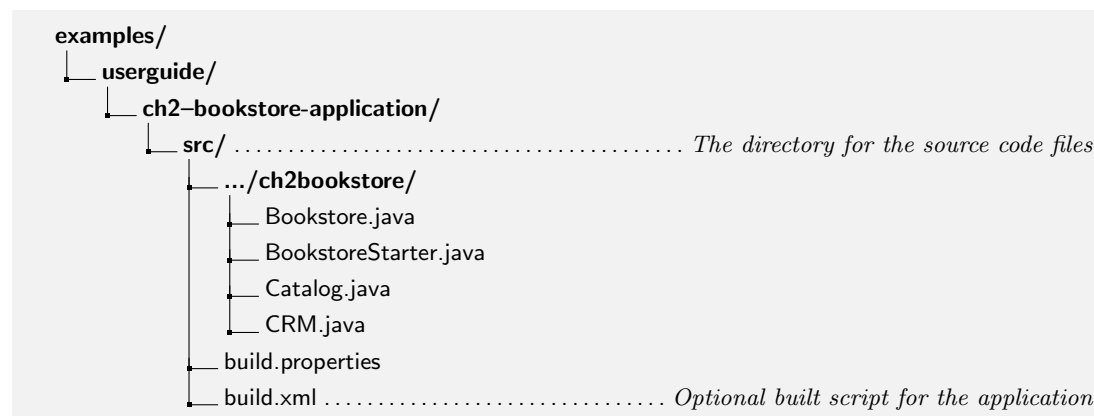 examples/
userguide/
ch2–bookstore-application/
src/ .......................................... The directory for the source code files
.../ch2bookstore/
Bookstore.java
BookstoreStarter.java
Catalog.java
CRM.java
build.properties
build.xml ................................ Optional built script for the application